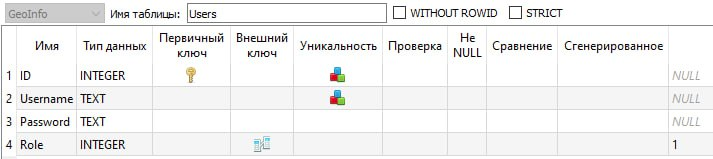 GeoInfo Имя таблицы: Users WITHOUT ROWID STRICT
Имя Тип данных Первичный ключ Внешний ключ Уникальность Проверка Не NULL Сравнение Сгенерированное
1 ID INTEGER NULL
2 Username TEXT NULL
3 Password TEXT NULL
4 Role INTEGER 1